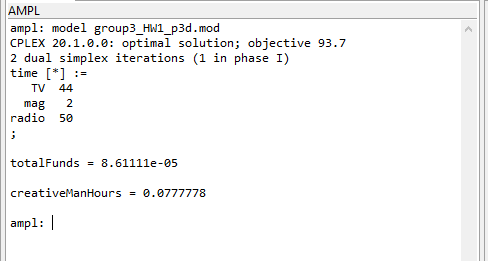 AMPL
ampl: model group3_HW1_p3d.mod
CPLEX 20.1.0.0: optimal solution; objective 93.7
2 dual simplex iterations (1 in phase I)
time [*] :=
   TV  44
  mag   2
radio  50
;
totalFunds = 8.61111e-05
creativeManHours = 0.0777778
ampl: